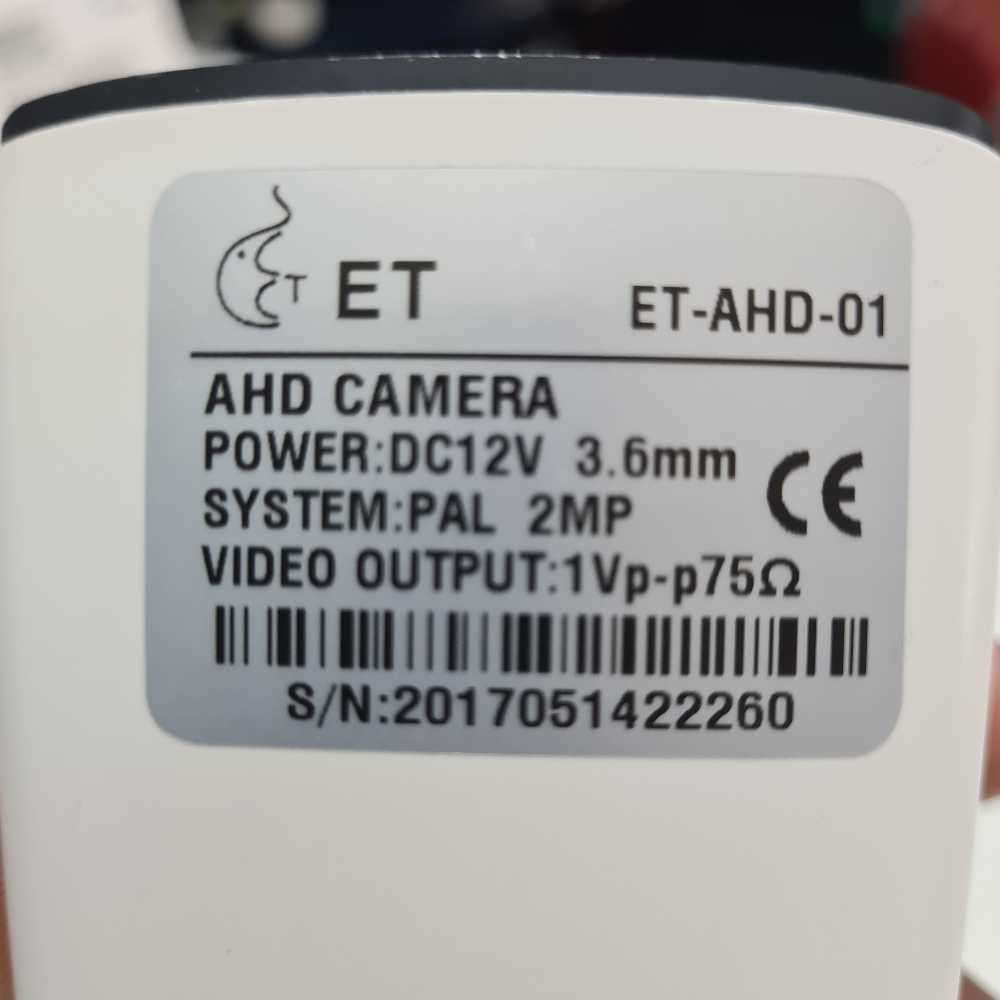 T ET ET-AHD-01
AHD CAMERA
POWER:DC12V 3.6mm CE
SYSTEM:PAL 2MP
VIDEO OUTPUT:1Vp-p75Ω
S/N:2017051422260